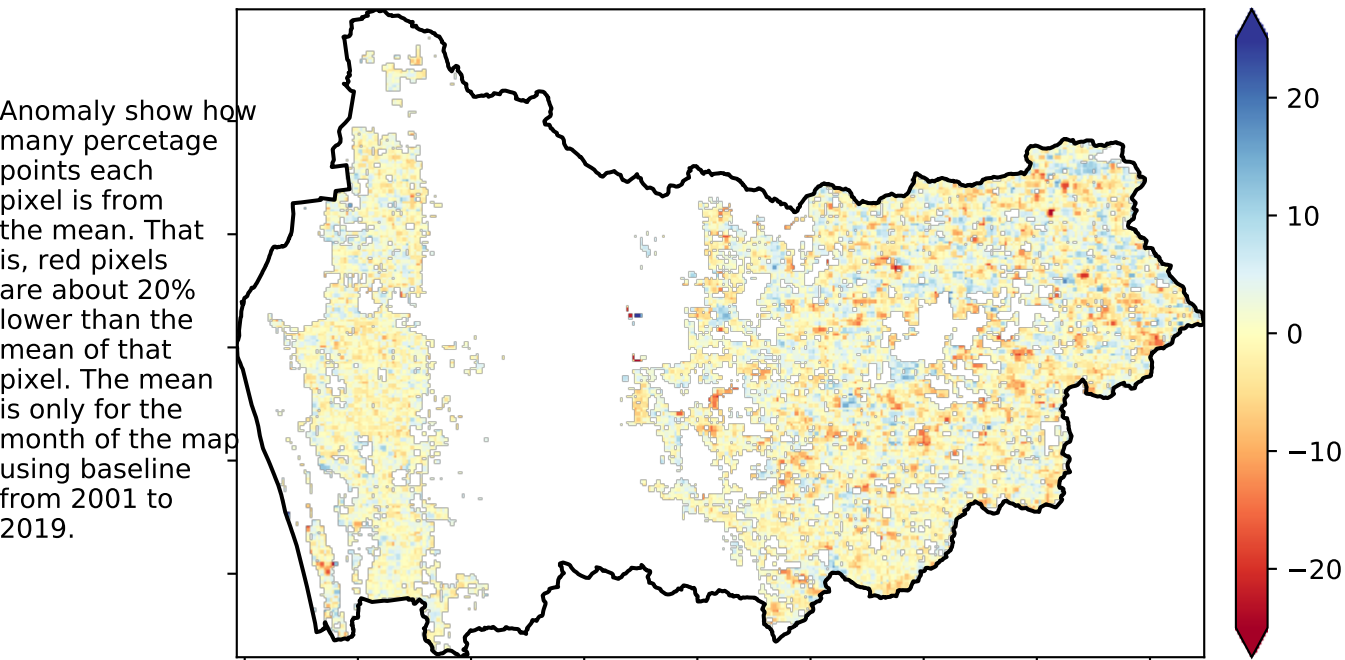 Anomaly show how
many percetage
points each
pixel is from
the mean. That
is, red pixels
are about 20%
lower than the
mean of that
pixel. The mean
is only for the
month of the map
using baseline
from 2001 to
2019.
20
10
0
−10
−20